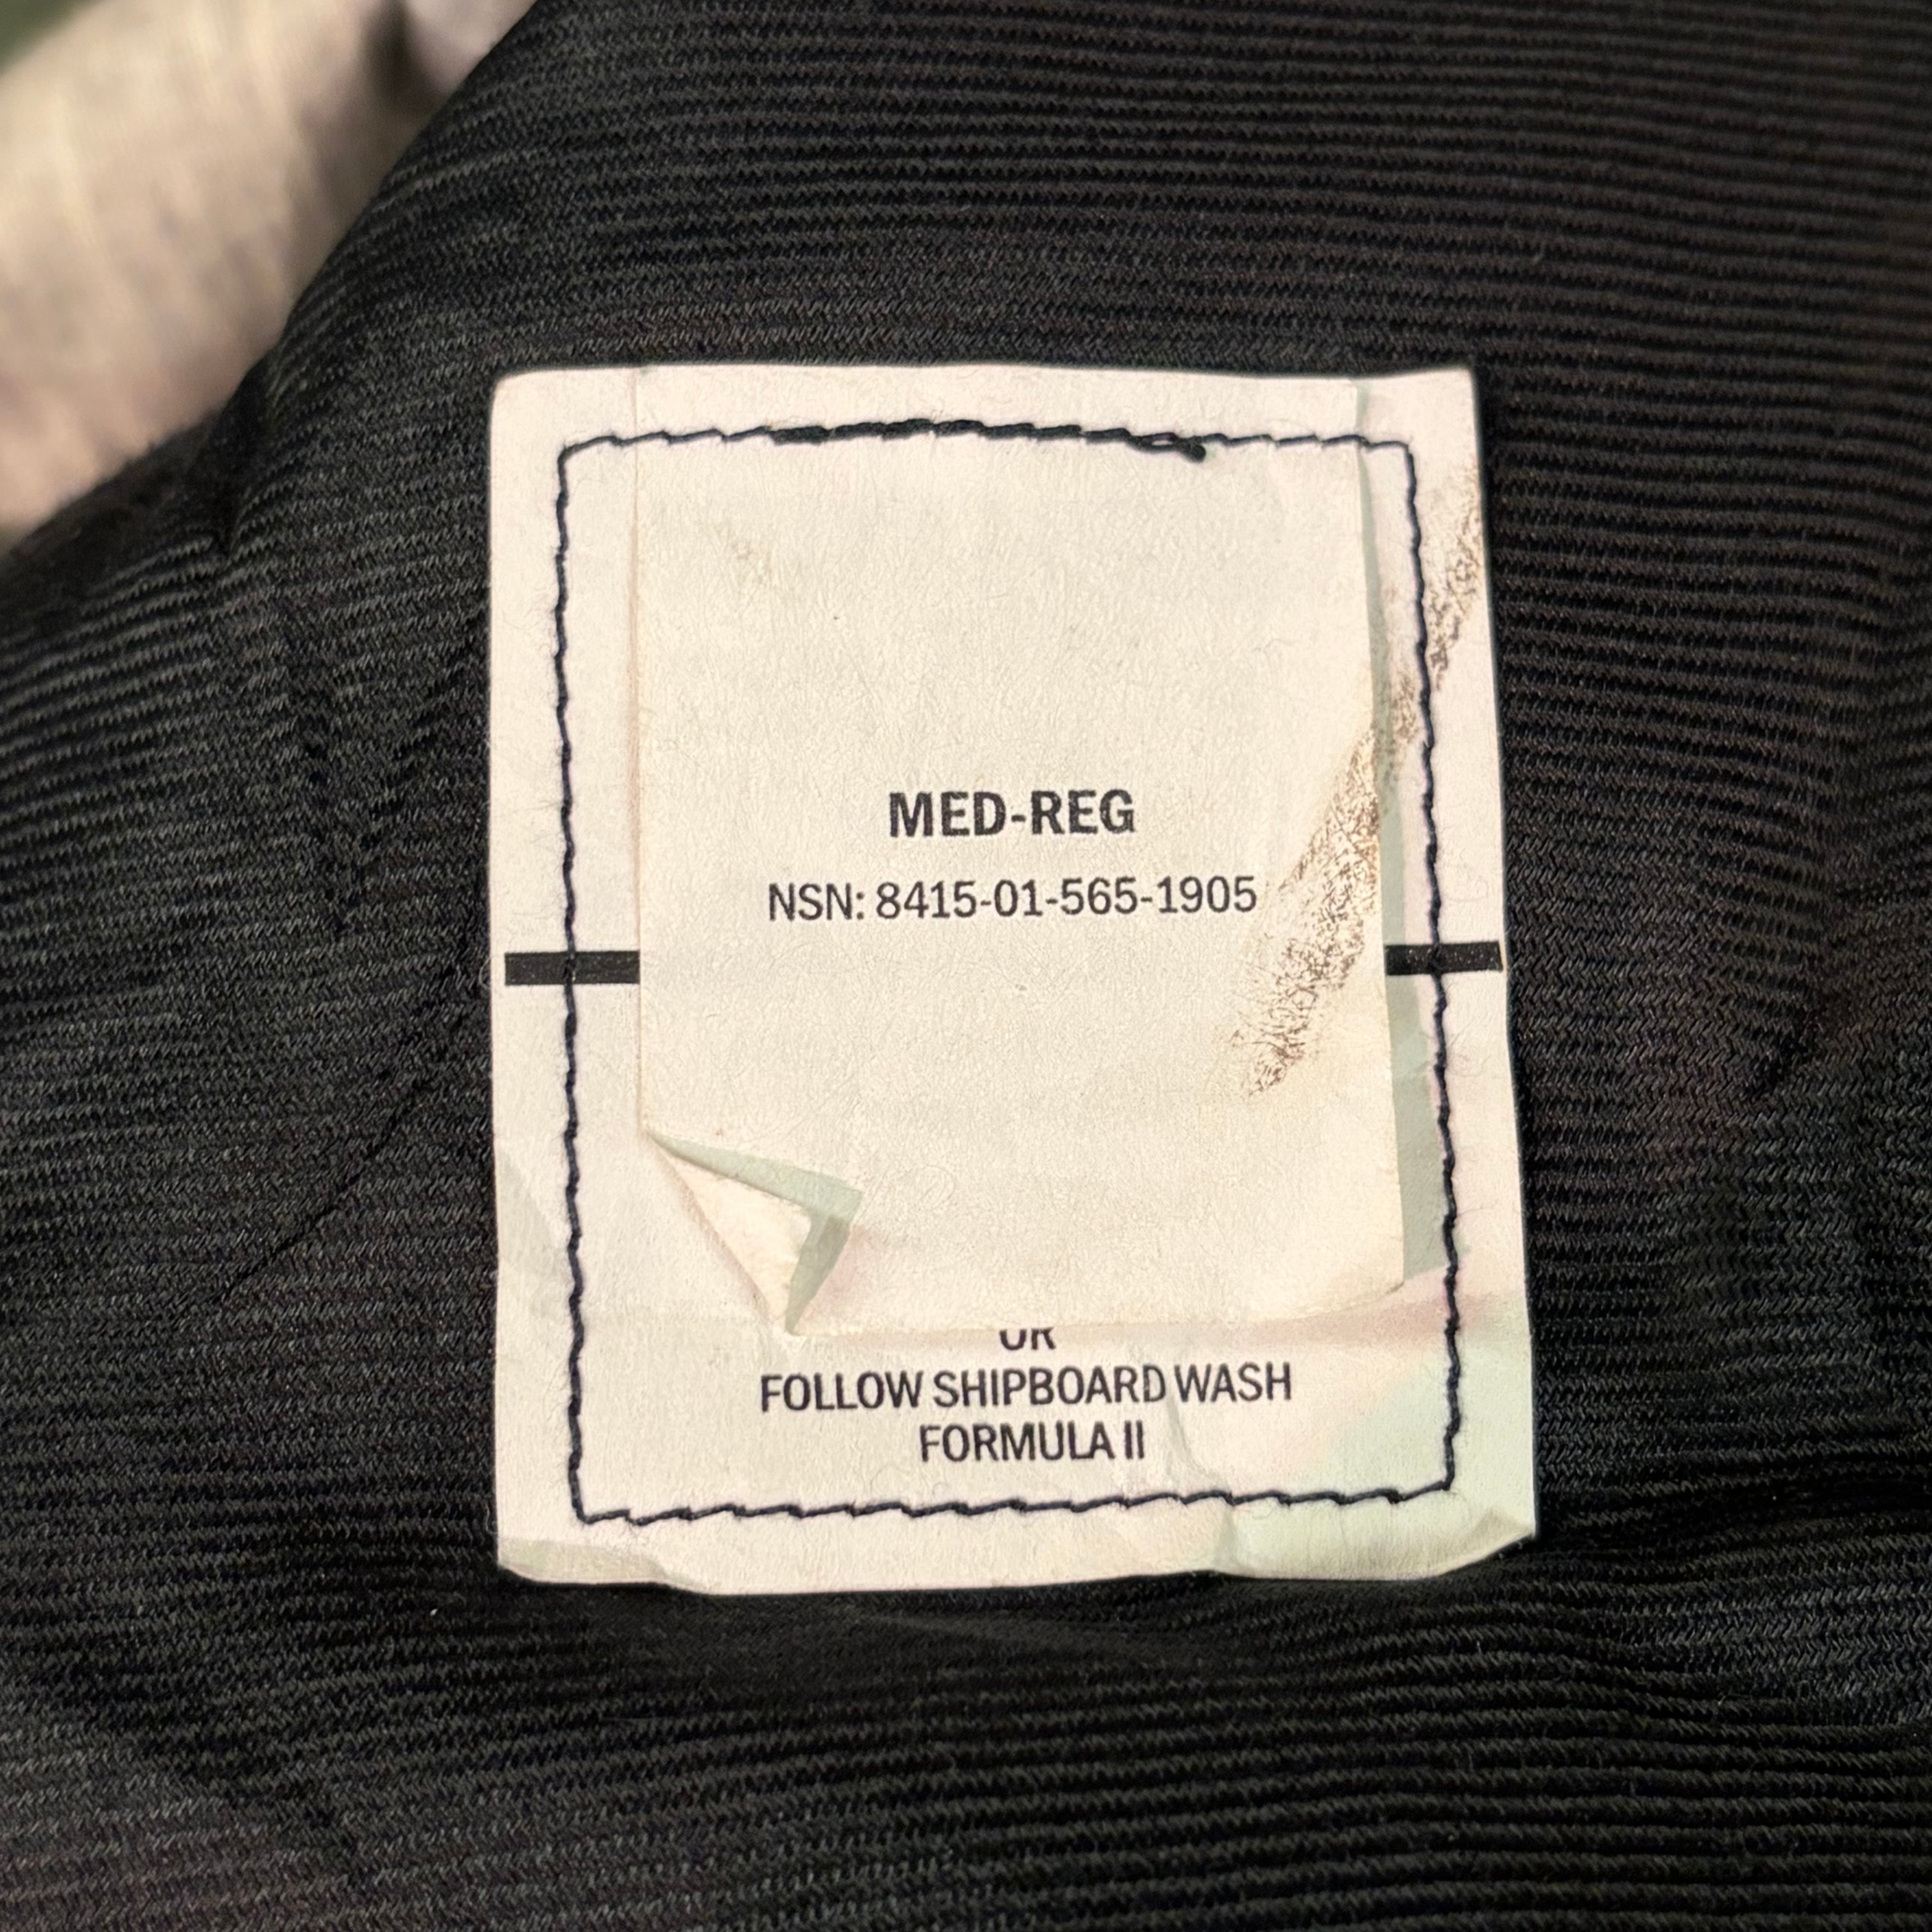 MED-REG
NSN: 8415-01-565-1905
OR
FOLLOW SHIPBOARD WASH
FORMULA II